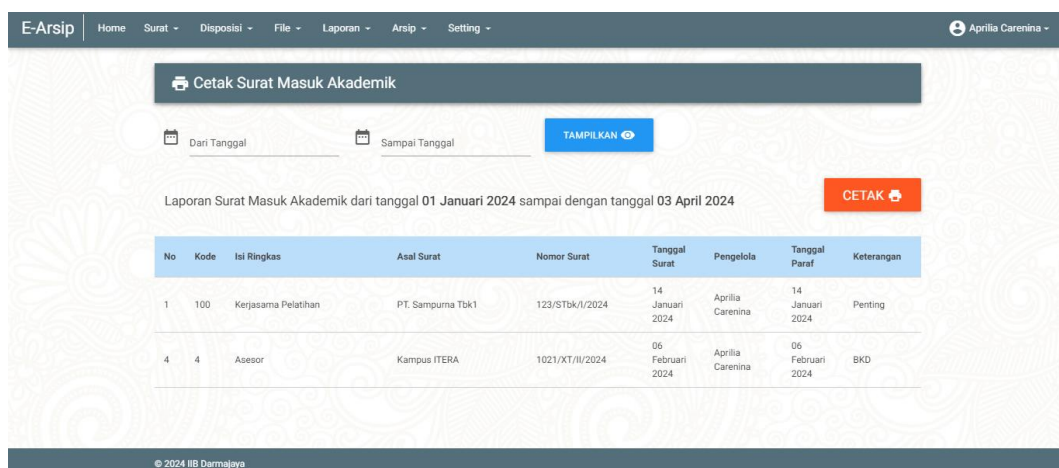 E-Arsip Home Surat Disposisi File Laporan Arsip Setting Aprilia Carenina
Cetak Surat Masuk Akademik
Dari Tanggal Sampai Tanggal TAMPILKAN
Laporan Surat Masuk Akademik dari tanggal 01 Januari 2024 sampai dengan tanggal 03 April 2024 CETAK
No Kode Isi Ringkas Asal Surat Nomor Surat Tanggal Surat Pengelola Tanggal Paraf Keterangan
1 100 Kerjasama Pelatihan PT. Sampurna Tbk1 123/STbk/I/2024 14 Januari 2024 Aprilia Carenina 14 Januari 2024 Penting
4 4 Asesor Kampus ITERA 1021/XT/II/2024 06 Februari 2024 Aprilia Carenina 06 Februari 2024 BKD
© 2024 IIB Darmajaya